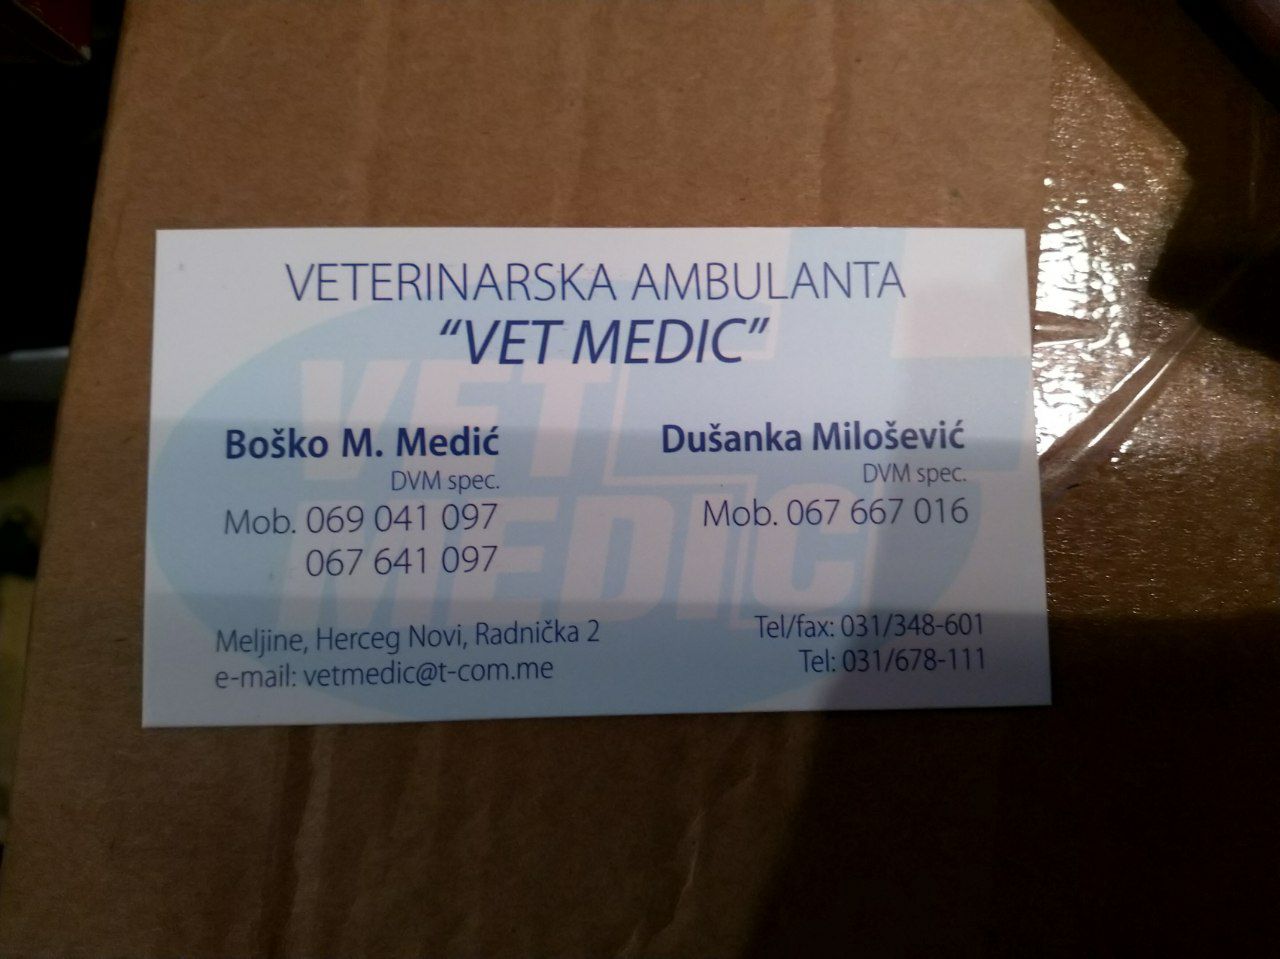 VETERINARSKA AMBULANTA
“VET MEDIC”
VET
MEDIC
Boško M. Medić
DVM spec.
Mob. 069 041 097
067 641 097
Dušanka Milošević
DVM spec.
Mob. 067 667 016
Meljine, Herceg Novi, Radnička 2
e-mail: vetmedic@t-com.me
Tel/fax: 031/348-601
Tel: 031/678-111